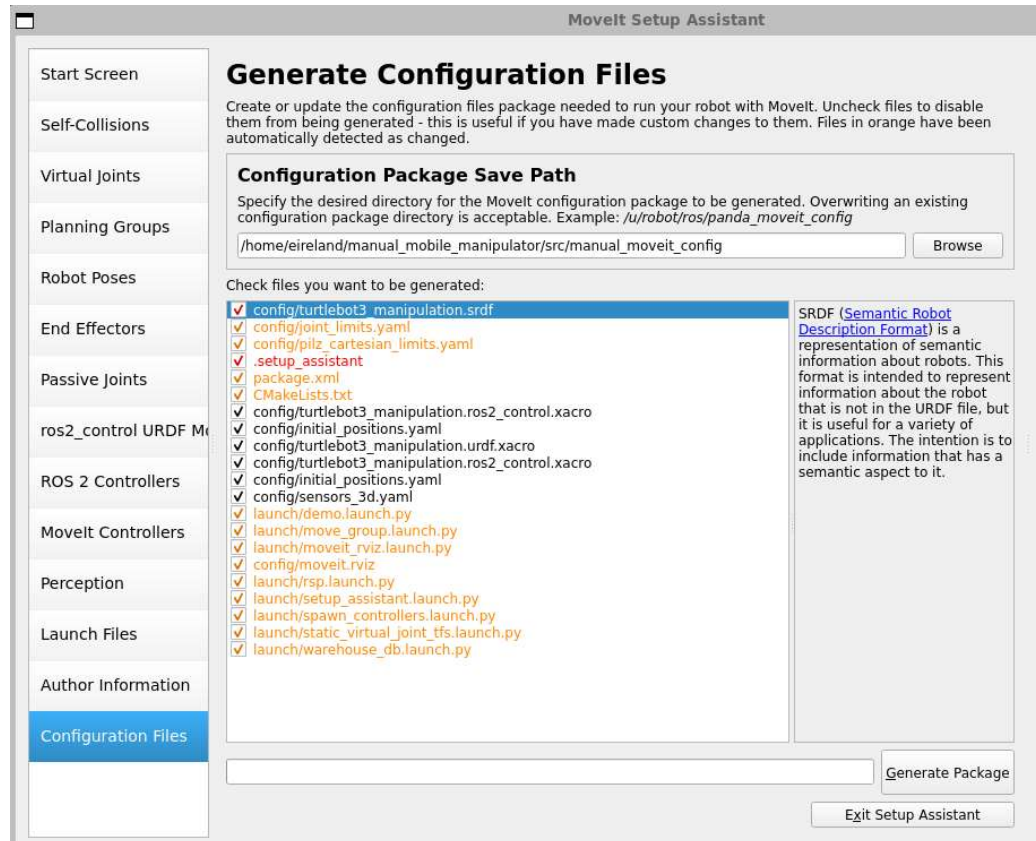 MoveIt Setup Assistant
Start Screen
Self-Collisions
Virtual Joints
Planning Groups
Robot Poses
End Effectors
Passive Joints
ros2_control URDF Mo
ROS 2 Controllers
MoveIt Controllers
Perception
Launch Files
Author Information
Configuration Files
Generate Configuration Files
Create or update the configuration files package needed to run your robot with MoveIt. Uncheck files to disable
them from being generated - this is useful if you have made custom changes to them. Files in orange have been
automatically detected as changed.
Configuration Package Save Path
Specify the desired directory for the MoveIt configuration package to be generated. Overwriting an existing
configuration package directory is acceptable. Example: /u/robot/ros/panda_moveit_config
/home/eireland/manual_mobile_manipulator/src/manual_moveit_config
Browse
Check files you want to be generated:
config/turtlebot3_manipulation.srdf
config/joint_limits.yaml
config/pilz_cartesian_limits.yaml
.setup_assistant
package.xml
CMakeLists.txt
config/turtlebot3_manipulation.ros2_control.xacro
config/initial_positions.yaml
config/turtlebot3_manipulation.urdf.xacro
config/turtlebot3_manipulation.ros2_control.xacro
config/initial_positions.yaml
config/sensors_3d.yaml
launch/demo.launch.py
launch/move_group.launch.py
launch/moveit_rviz.launch.py
config/moveit.rviz
launch/rsp.launch.py
launch/setup_assistant.launch.py
launch/spawn_controllers.launch.py
launch/static_virtual_joint_tfs.launch.py
launch/warehouse_db.launch.py
SRDF (Semantic Robot
Description Format) is a
representation of semantic
information about robots. This
format is intended to represent
information about the robot
that is not in the URDF file, but
it is useful for a variety of
applications. The intention is to
include information that has a
semantic aspect to it.
Generate Package
Exit Setup Assistant